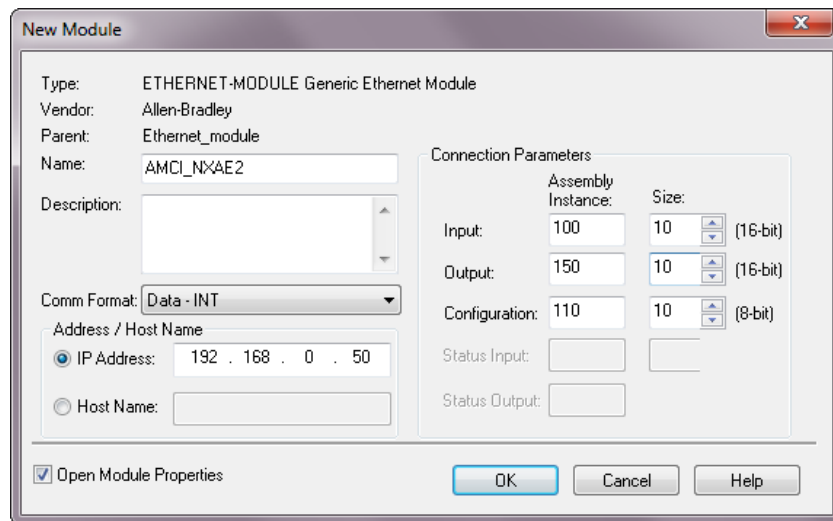 New Module
Type: ETHERNET-MODULE Generic Ethernet Module
Vendor: Allen-Bradley
Parent: Ethernet_module
Name: AMCI_NXAE2
Description:
Comm Format: Data - INT
Address / Host Name
IP Address: 192 . 168 . 0 . 50
Host Name:
Connection Parameters
Assembly
Instance: Size:
Input: 100 10 (16-bit)
Output: 150 10 (16-bit)
Configuration: 110 10 (8-bit)
Status Input:
Status Output:
Open Module Properties
OK Cancel Help